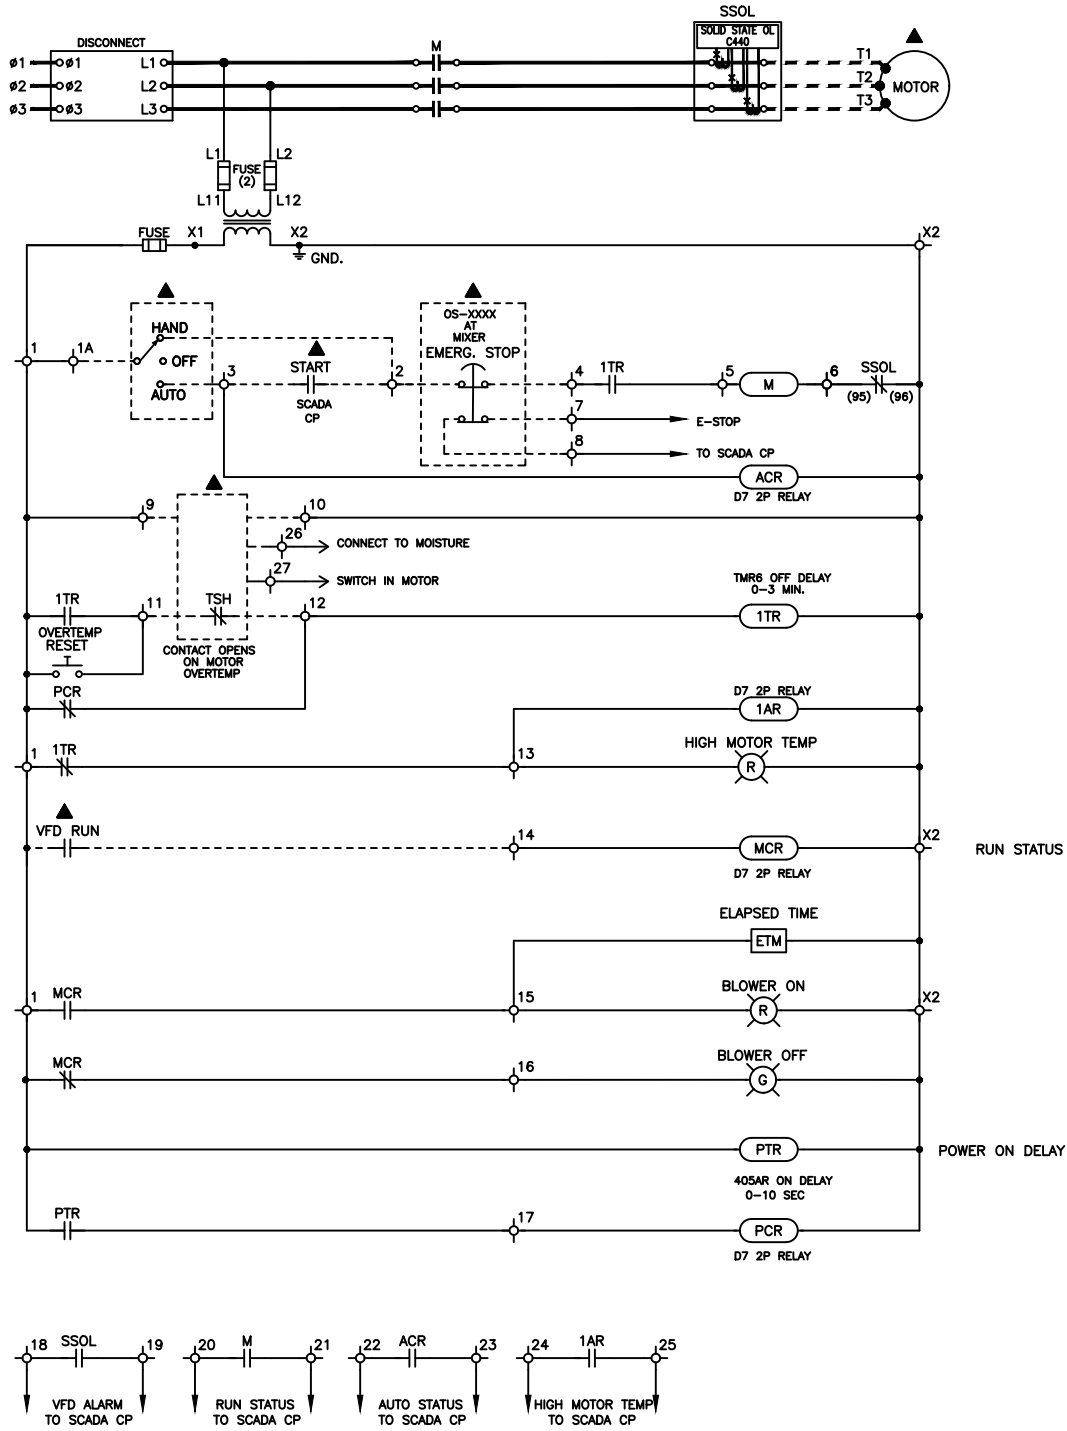 SSOL
DISCONNECT
M
SOLID STATE OL
C440
ø1 ø1 L1 T1
ø2 ø2 L2 T2 MOTOR
ø3 ø3 L3 T3
L1 L2
FUSE
(2)
L11 L12
FUSE X1 X2 X2
GND.
OS-XXXX
AT
MIXER
EMERG. STOP
HAND
1 1A OFF
AUTO
3 START 2 4 1TR 5 M 6 SSOL
(95) (96)
SCADA
CP
7 E-STOP
8 TO SCADA CP
ACR
D7 2P RELAY
9 10
26 CONNECT TO MOISTURE
27 SWITCH IN MOTOR
TMR6 OFF DELAY
0-3 MIN.
1TR 11 TSH 12 1TR
OVERTEMP
RESET
CONTACT OPENS
ON MOTOR
OVERTEMP
PCR
D7 2P RELAY
1AR
HIGH MOTOR TEMP
1 1TR 13 R
VFD RUN
14 MCR X2 RUN STATUS
D7 2P RELAY
ELAPSED TIME
ETM
BLOWER ON
1 MCR 15 R X2
BLOWER OFF
MCR 16 G
PTR POWER ON DELAY
405AR ON DELAY
0-10 SEC
PTR 17 PCR
D7 2P RELAY
18 SSOL 19 20 M 21 22 ACR 23 24 1AR 25
VFD ALARM
TO SCADA CP
RUN STATUS
TO SCADA CP
AUTO STATUS
TO SCADA CP
HIGH MOTOR TEMP
TO SCADA CP